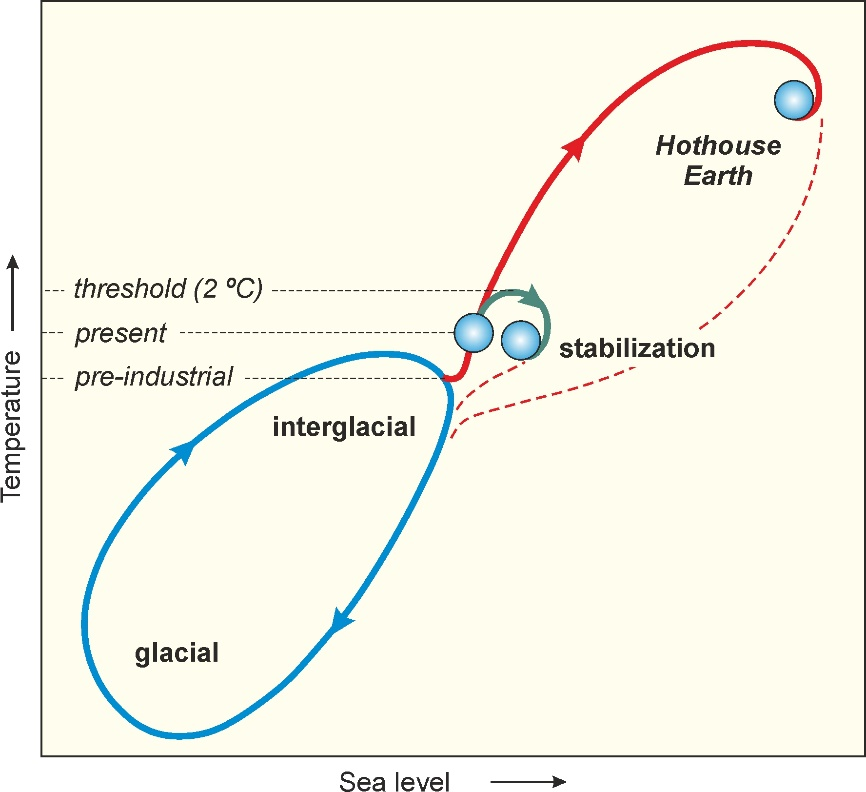 Hothouse
Earth
threshold (2 ºC)
present
stabilization
pre-industrial
interglacial
glacial
Temperature
Sea level